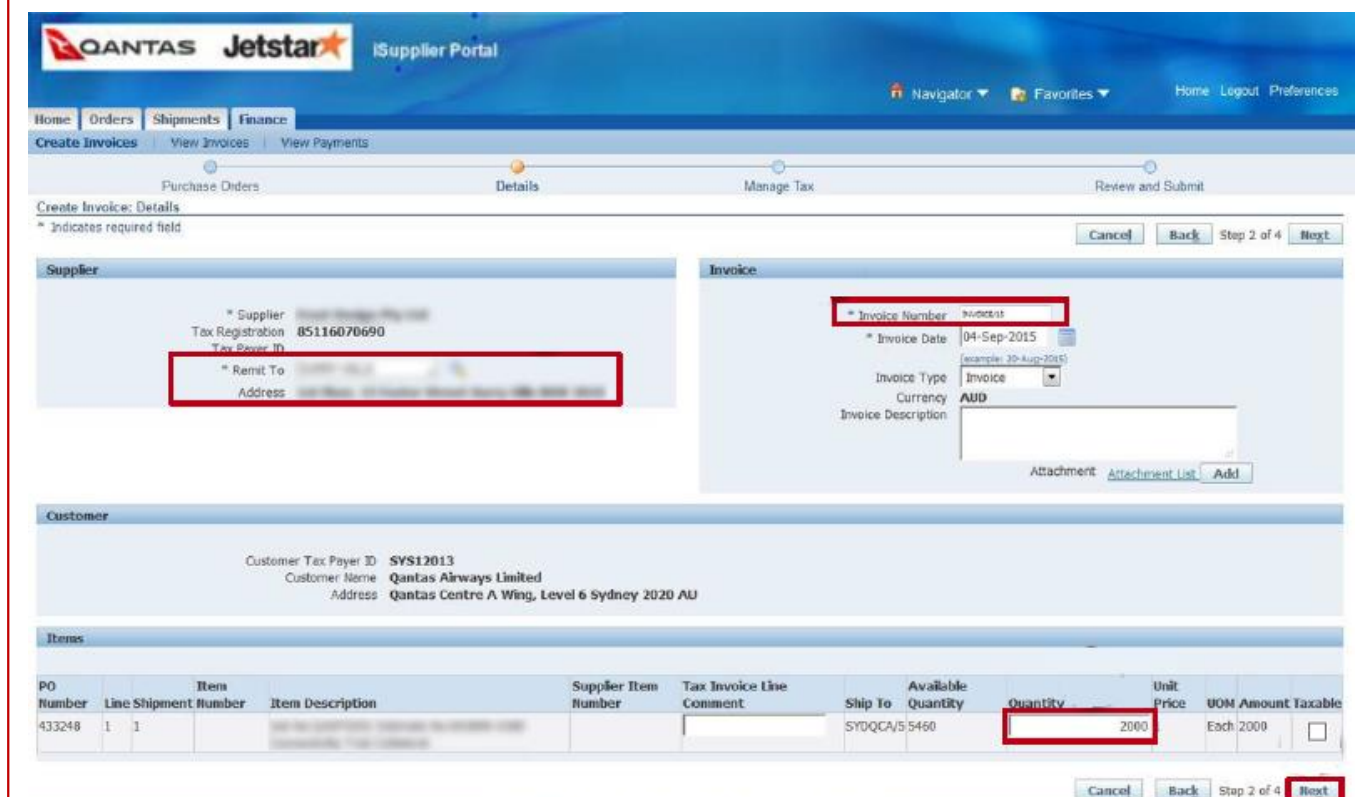 QANTAS Jetstar iSupplier Portal
Navigator Favorites Home Logout Preferences
Home Orders Shipments Finance
Create Invoices | View Invoices | View Payments
Purchase Orders Details Manage Tax Review and Submit
Create Invoice: Details
* Indicates required field
Cancel Back Step 2 of 4 Next
Supplier Invoice
* Supplier
Tax Registration 85116070690
Tax Payer ID
* Remit To
Address
* Invoice Number
* Invoice Date 04-Sep-2015
(example: 20-Aug-2015)
Invoice Type Invoice
Currency AUD
Invoice Description
Attachment Attachment List Add
Customer
Customer Tax Payer ID SYS12013
Customer Name Qantas Airways Limited
Address Qantas Centre A Wing, Level 6 Sydney 2020 AU
Items
PO Number Line Shipment Item Number Item Description Supplier Item Number Tax Invoice Line Comment Ship To Available Quantity Quantity Unit Price UOM Amount Taxable
433248 1 1 SYDQCA/5 5460 2000 Each 2000
Cancel Back Step 2 of 4 Next